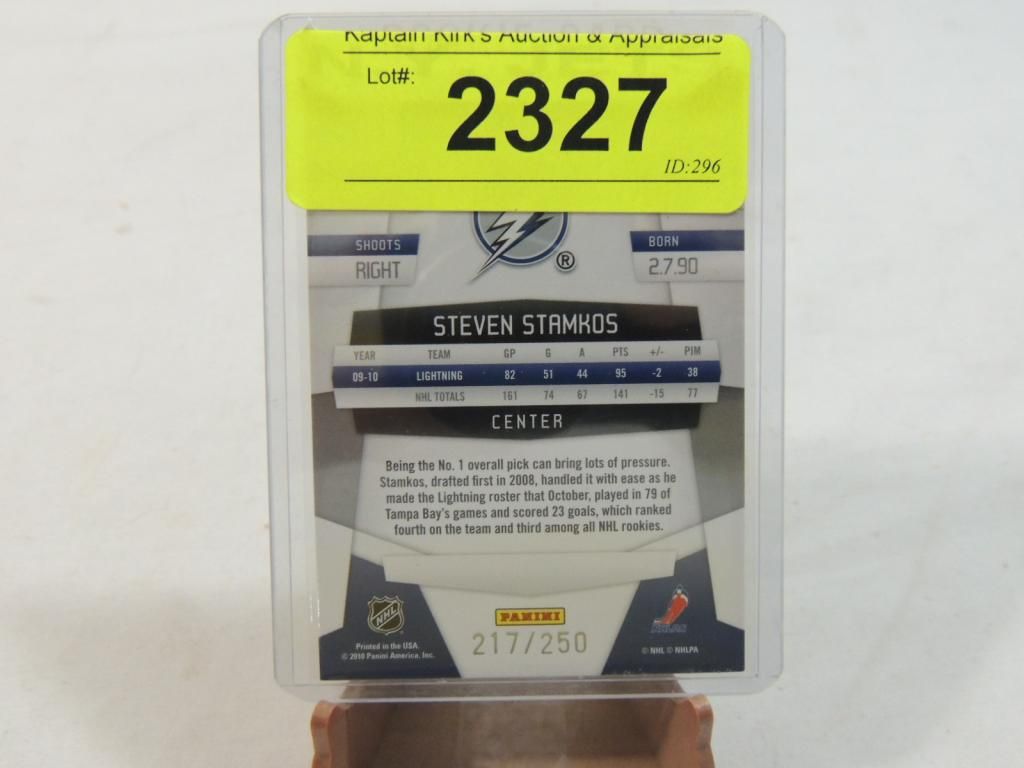 Kaptain Kirk's Auction & Appraisals
Lot#:
2327
ID:296
SHOOTS
RIGHT
BORN
2.7.90
®
STEVEN STAMKOS
YEAR TEAM GP G A PTS +/- PIM
09-10 LIGHTNING 82 51 44 95 -2 38
NHL TOTALS 161 74 67 141 -15 77
CENTER
Being the No. 1 overall pick can bring lots of pressure.
Stamkos, drafted first in 2008, handled it with ease as he
made the Lightning roster that October, played in 79 of
Tampa Bay's games and scored 23 goals, which ranked
fourth on the team and third among all NHL rookies.
NHL
PANINI
217/250
NHLPA
Printed in the USA.
© 2010 Panini America, Inc.
© NHL © NHLPA